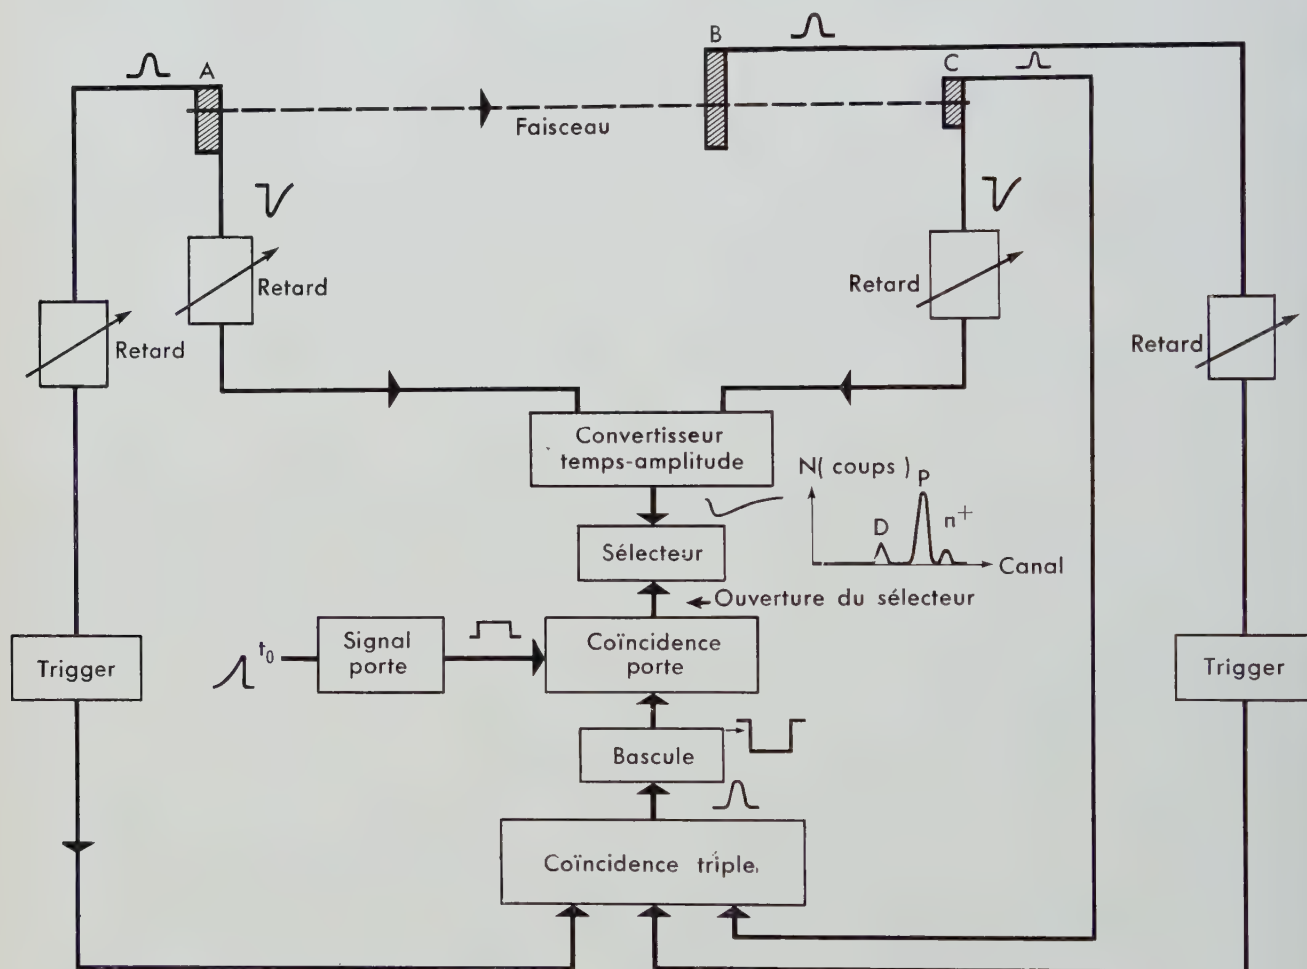 B
A
C
Faisceau
Retard
Retard
Retard
Retard
Convertisseur
temps-amplitude
N( coups )
P
D
n+
Canal
Sélecteur
Ouverture du sélecteur
t0
Signal
porte
Coïncidence
porte
Trigger
Trigger
Bascule
Coïncidence triple